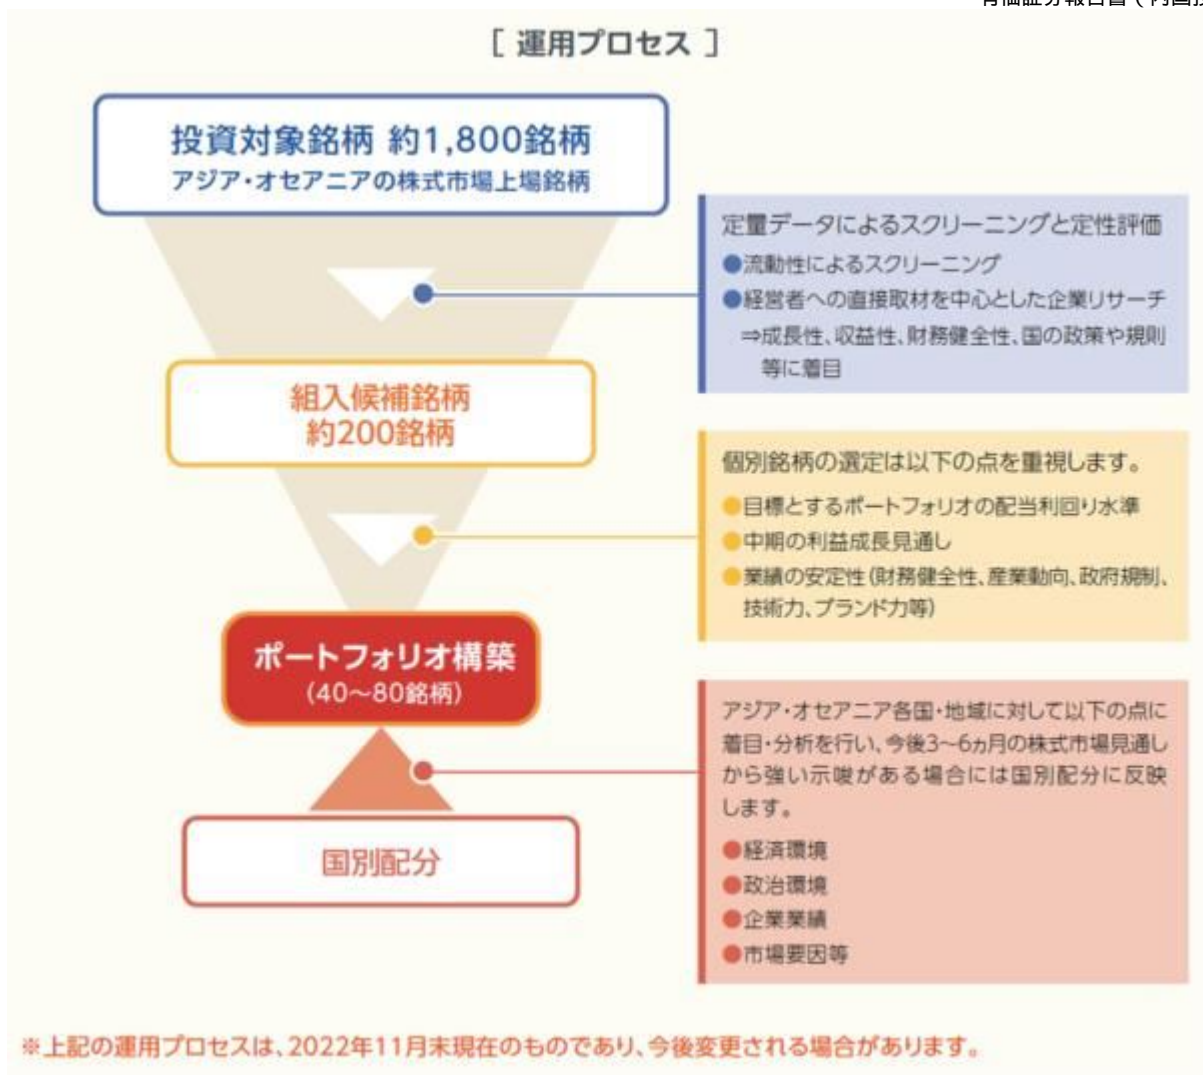 [ 運用プロセス ]
投資対象銘柄 約1,800銘柄
アジア・オセアニアの株式市場上場銘柄
定量データによるスクリーニングと定性評価
●流動性によるスクリーニング
●経営者への直接取材を中心とした企業リサーチ
⇒成長性、収益性、財務健全性、国の政策や規則
等に着目
組入候補銘柄
約200銘柄
個別銘柄の選定は以下の点を重視します。
●目標とするポートフォリオの配当利回り水準
●中期の利益成長見通し
●業績の安定性(財務健全性、産業動向、政府規制、
技術力、ブランド力等)
ポートフォリオ構築
(40〜80銘柄)
アジア・オセアニア各国・地域に対して以下の点に
着目・分析を行い、今後3〜6ヵ月の株式市場見通し
から強い示唆がある場合には国別配分に反映
します。
●経済環境
●政治環境
●企業業績
●市場要因等
国別配分
※上記の運用プロセスは、2022年11月末現在のものであり、今後変更される場合があります。